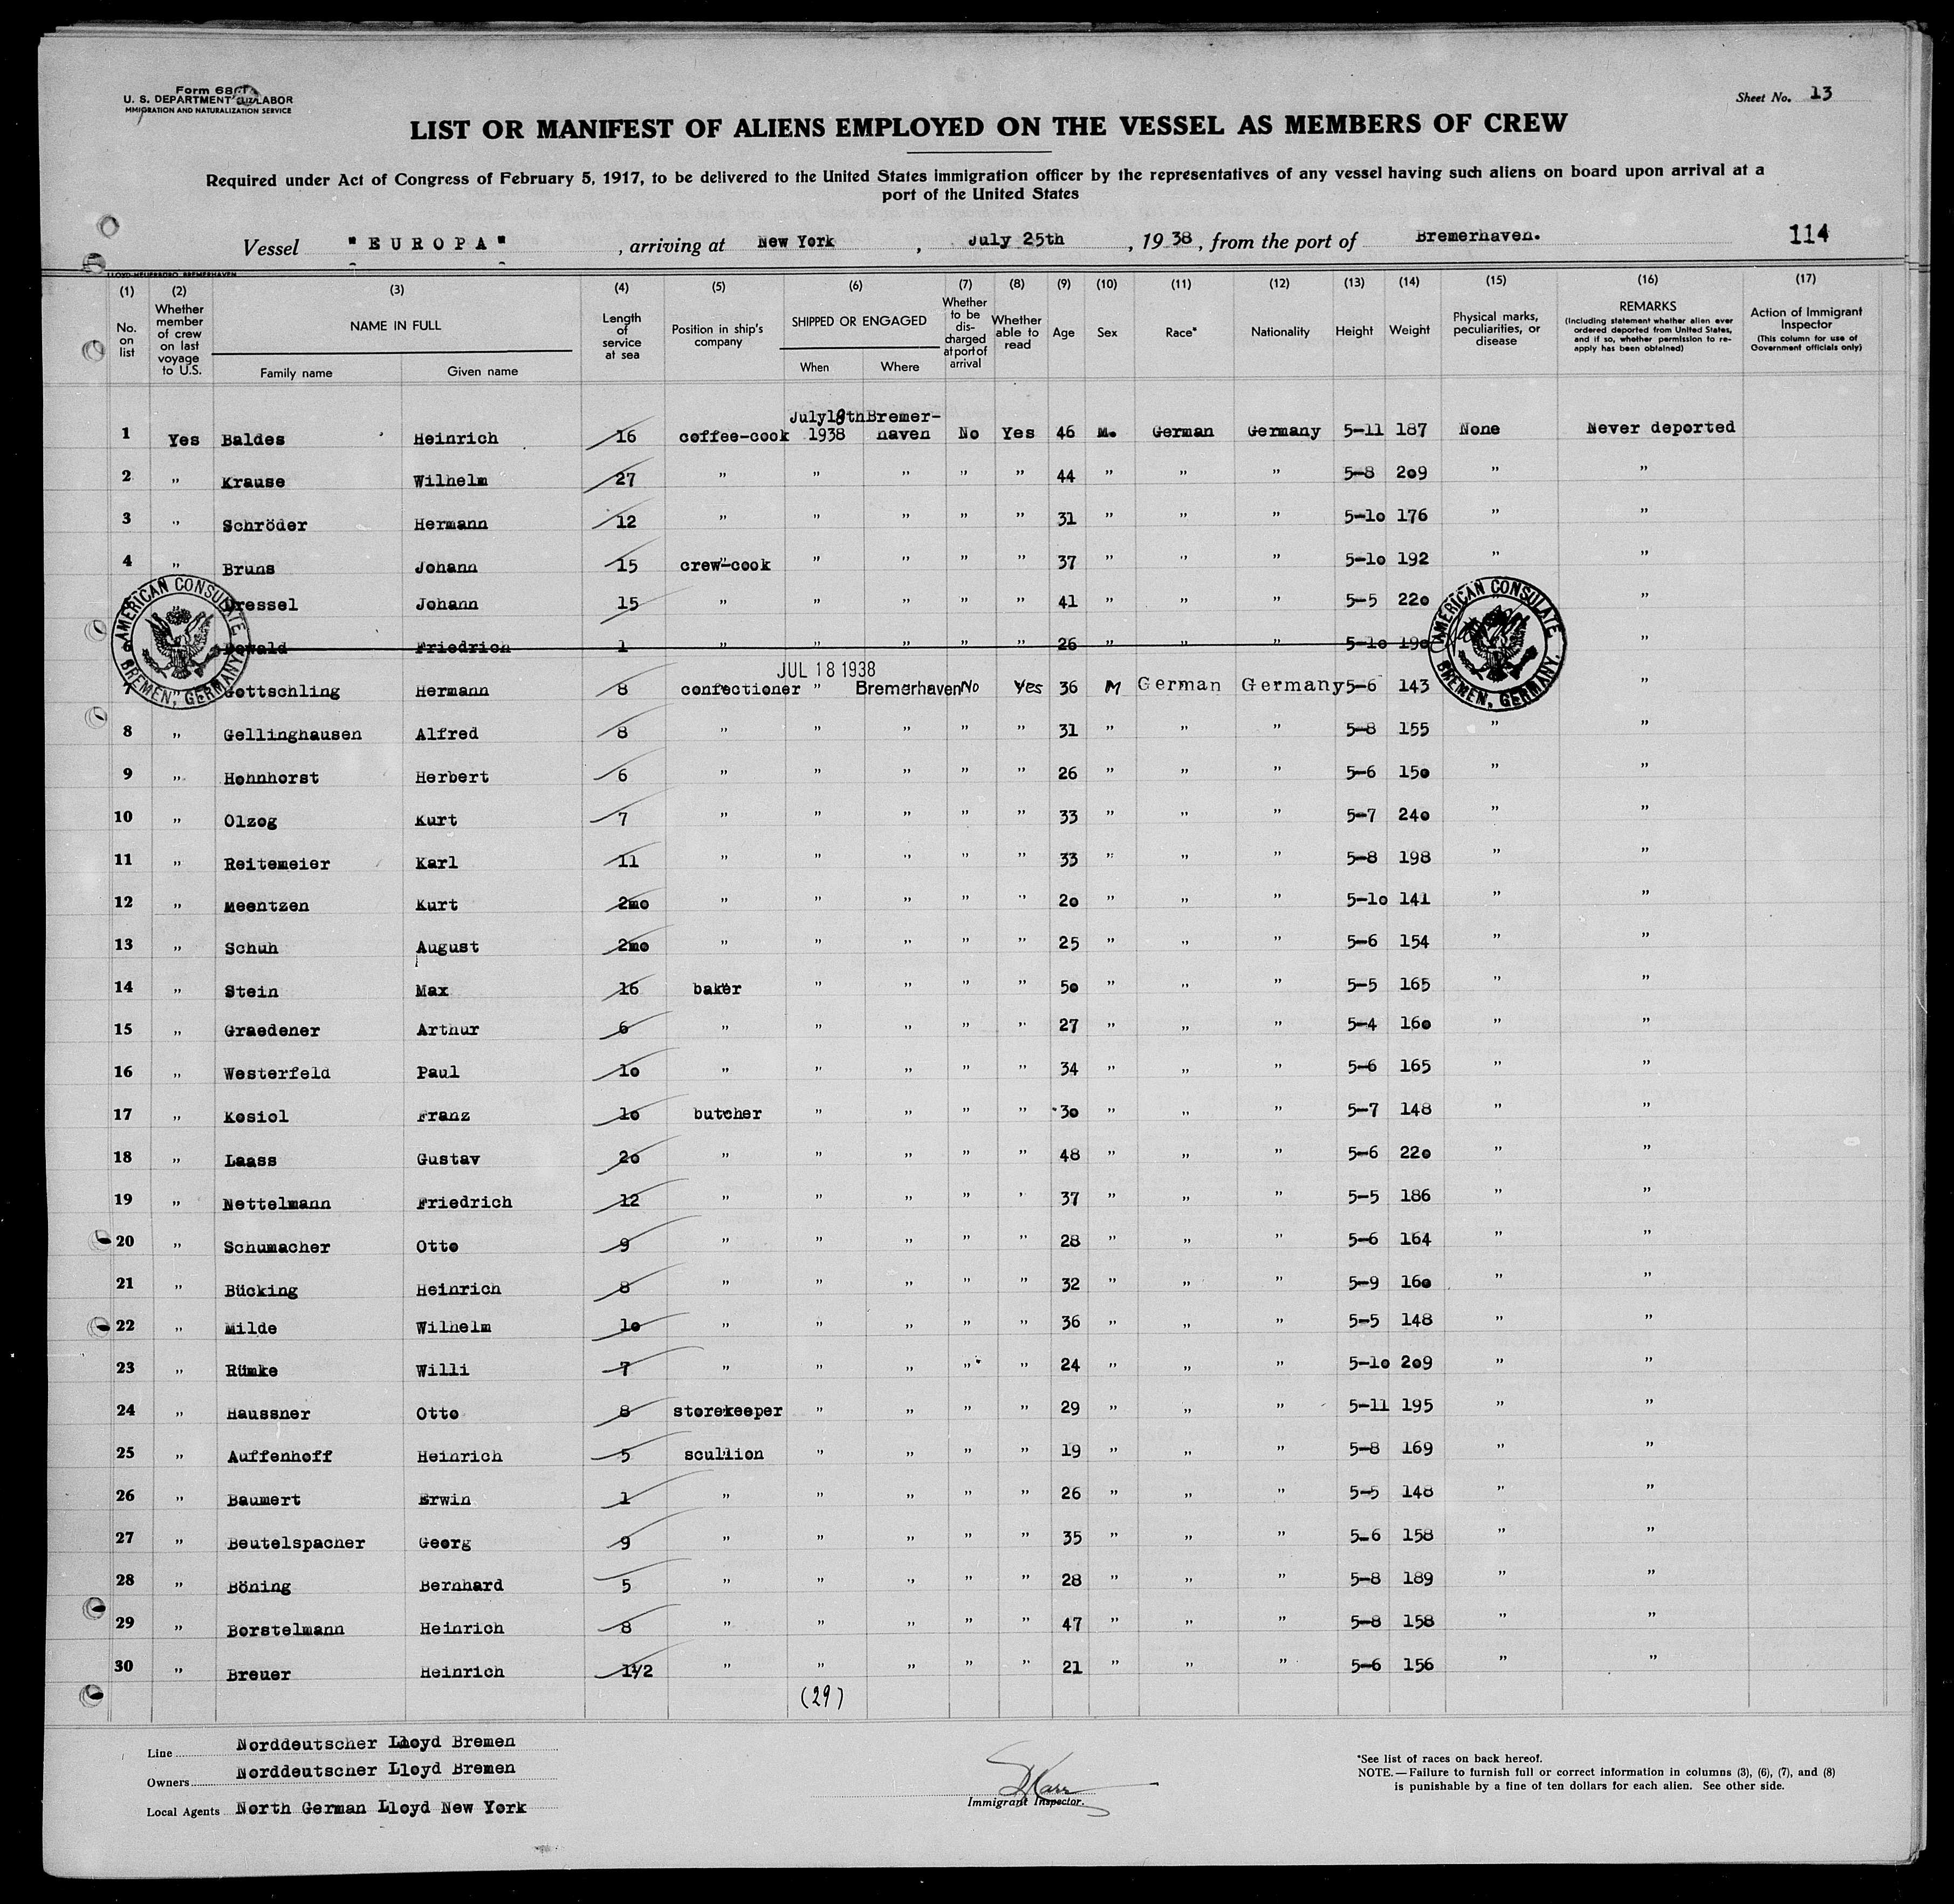 Form 680
U. S. DEPARTMENT OF LABOR
IMMIGRATION AND NATURALIZATION SERVICE
Sheet No. 13
LIST OR MANIFEST OF ALIENS EMPLOYED ON THE VESSEL AS MEMBERS OF CREW
Required under Act of Congress of February 5, 1917, to be delivered to the United States immigration officer by the representatives of any vessel having such aliens on board upon arrival at a
port of the United States
Vessel "EUROPA", arriving at New York, July 25th, 1938, from the port of Bremerhaven. 114
LLOYD-HEUERBÜRO BREMERHAVEN
(1) (2) (3) (4) (5) (6) (7) (8) (9) (10) (11) (12) (13) (14) (15) (16) (17)
No. on list
Whether member of crew on last voyage to U.S.
NAME IN FULL
Family name Given name
Length of service at sea
Position in ship's company
SHIPPED OR ENGAGED
When Where
Whether to be discharged at port of arrival
Whether able to read
Age
Sex
Race*
Nationality
Height
Weight
Physical marks, peculiarities, or disease
REMARKS
(Including statement whether alien ever ordered deported from United States, and if so, whether permission to re-apply has been obtained)
Action of Immigrant Inspector
(This column for use of Government officials only)
1 Yes Baldes Heinrich 16 coffee-cook July 18th 1938 Bremer-haven No Yes 46 M. German Germany 5-11 187 None Never deported
2 " Krause Wilhelm 27 " " " " " 44 " " " 5-8 209 " "
3 " Schröder Hermann 12 " " " " " 31 " " " 5-10 176 " "
4 " Bruns Johann 15 crew-cook " " " " 37 " " " 5-10 192 " "
Dressel Johann 15 " " " " " 41 " " " 5-5 220 " "
Friedrich 1 " " " " " 26 " " " 5-10 190 "
JUL 18 1938
7 Gottschling Hermann 8 confectioner " Bremerhaven No Yes 36 M German Germany 5-6 143 "
8 " Gellinghausen Alfred 8 " " " " " 31 " " " 5-8 155 " "
9 " Hohnhorst Herbert 6 " " " " " 26 " " " 5-6 150 " "
10 " Olzog Kurt 7 " " " " " 33 " " " 5-7 240 " "
11 " Reitemeier Karl 11 " " " " " 33 " " " 5-8 198 " "
12 " Meentzen Kurt 2mo " " " " " 20 " " " 5-10 141 " "
13 " Schuh August 2mo " " " " " 25 " " " 5-6 154 " "
14 " Stein Max 16 baker " " " " 50 " " " 5-5 165 " "
15 " Graedener Arthur 6 " " " " " 27 " " " 5-4 160 " "
16 " Westerfeld Paul 10 " " " " " 34 " " " 5-6 165 " "
17 " Kosiol Franz 10 butcher " " " " 30 " " " 5-7 148 " "
18 " Laass Gustav 20 " " " " " 48 " " " 5-6 220 " "
19 " Nettelmann Friedrich 12 " " " " " 37 " " " 5-5 186 " "
20 " Schumacher Otto 9 " " " " " 28 " " " 5-6 164 " "
21 " Bücking Heinrich 8 " " " " " 32 " " " 5-9 160 " "
22 " Milde Wilhelm 10 " " " " " 36 " " " 5-5 148 " "
23 " Rümke Willi 7 " " " " " 24 " " " 5-10 209 " "
24 " Haussner Otto 8 storekeeper " " " " 29 " " " 5-11 195 " "
25 " Auffenhoff Heinrich 5 scullion " " " " 19 " " " 5-8 169 " "
26 " Baumert Erwin 1 " " " " " 26 " " " 5-5 148 " "
27 " Beutelspacher Georg 9 " " " " " 35 " " " 5-6 158 " "
28 " Böning Bernhard 5 " " " " " 28 " " " 5-8 189 " "
29 " Borstelmann Heinrich 8 " " " " " 47 " " " 5-8 158 " "
30 " Breuer Heinrich 1 1/2 " " " " " 21 " " " 5-6 156 " "
(29)
AMERICAN CONSULATE
BREMEN, GERMANY.
AMERICAN CONSULATE
BREMEN, GERMANY.
Line Norddeutscher Lloyd Bremen
Owners Norddeutscher Lloyd Bremen
Local Agents North German Lloyd New York
Immigrant Inspector.
*See list of races on back hereof.
NOTE.—Failure to furnish full or correct information in columns (3), (6), (7), and (8)
is punishable by a fine of ten dollars for each alien. See other side.